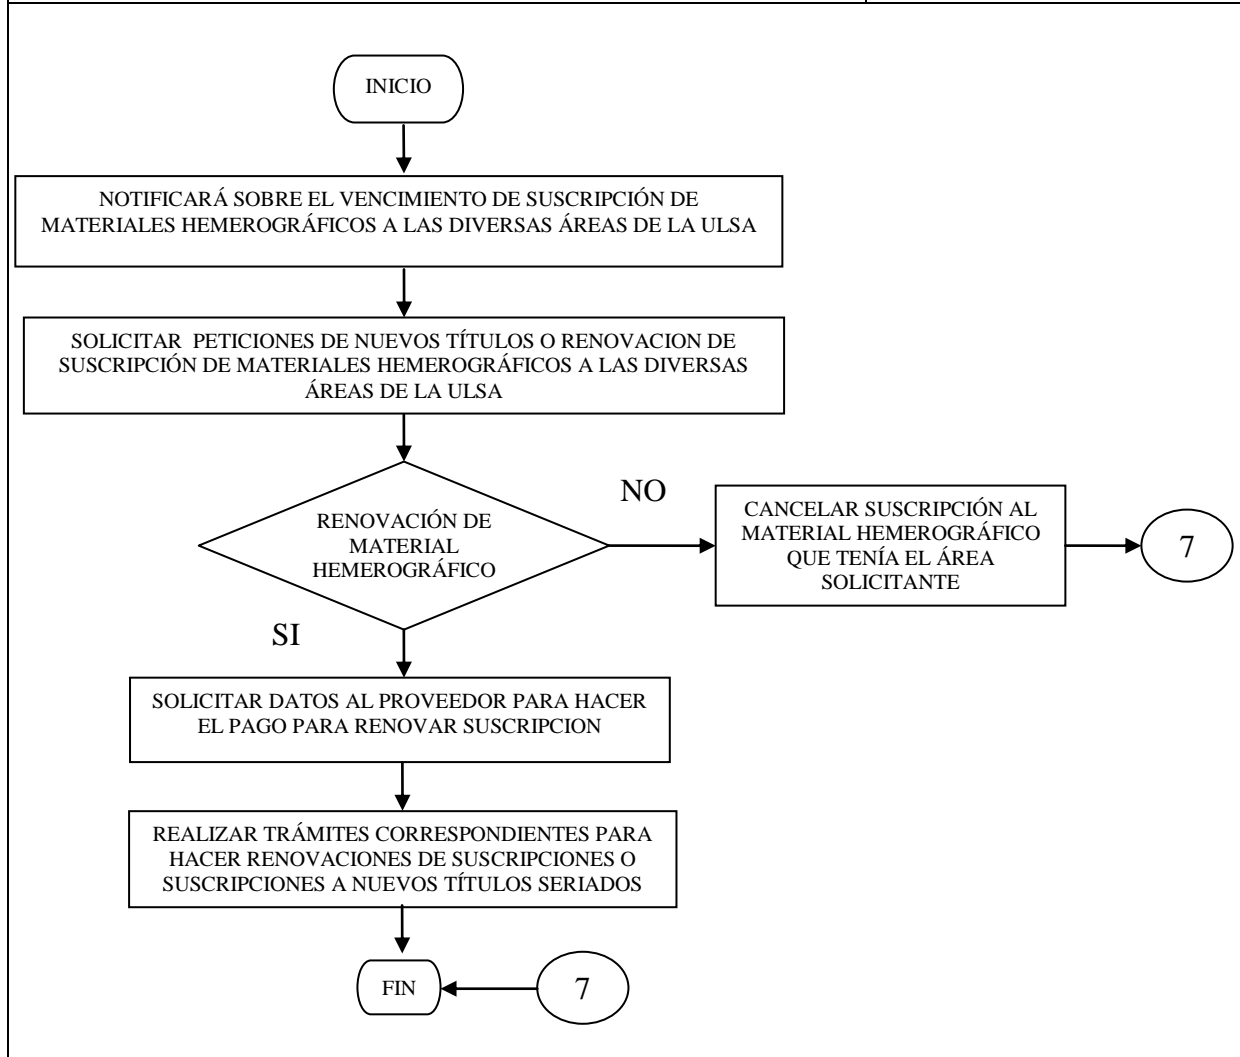 INICIO
NOTIFICARÁ SOBRE EL VENCIMIENTO DE SUSCRIPCIÓN DE
MATERIALES HEMEROGRÁFICOS A LAS DIVERSAS ÁREAS DE LA ULSA
SOLICITAR PETICIONES DE NUEVOS TÍTULOS O RENOVACION DE
SUSCRIPCIÓN DE MATERIALES HEMEROGRÁFICOS A LAS DIVERSAS
ÁREAS DE LA ULSA
RENOVACIÓN DE
MATERIAL
HEMEROGRÁFICO
NO
CANCELAR SUSCRIPCIÓN AL
MATERIAL HEMEROGRÁFICO
QUE TENÍA EL ÁREA
SOLICITANTE
7
SI
SOLICITAR DATOS AL PROVEEDOR PARA HACER
EL PAGO PARA RENOVAR SUSCRIPCION
REALIZAR TRÁMITES CORRESPONDIENTES PARA
HACER RENOVACIONES DE SUSCRIPCIONES O
SUSCRIPCIONES A NUEVOS TÍTULOS SERIADOS
FIN
7